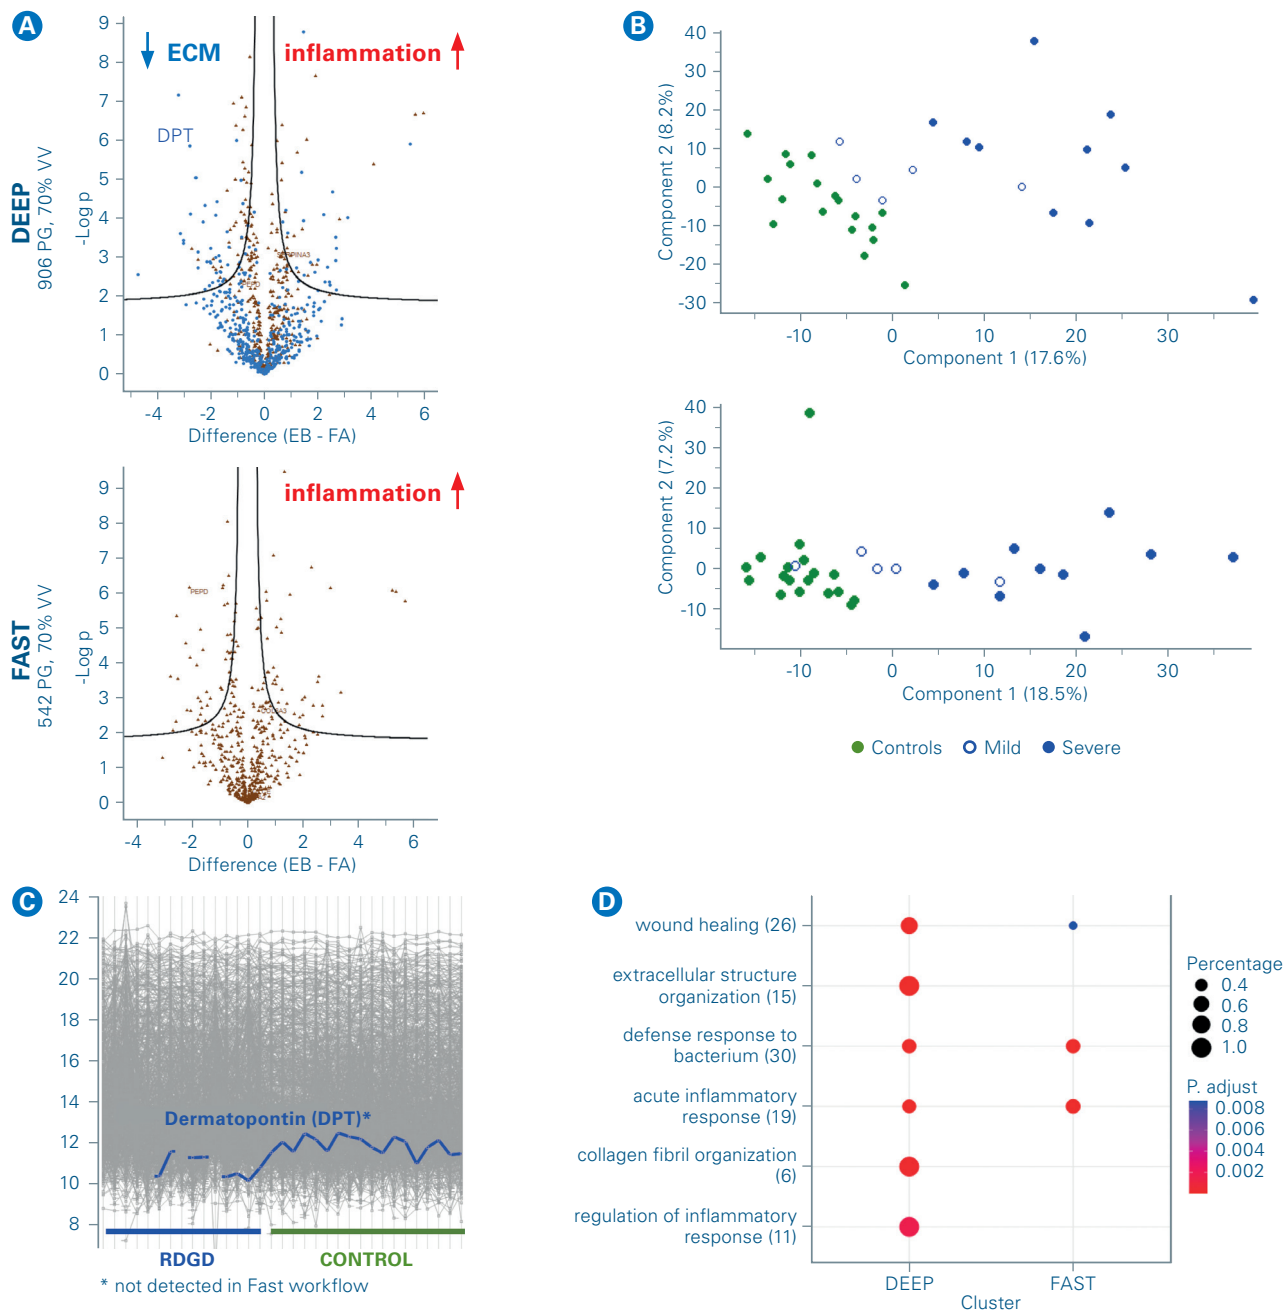 A
ECM
inflammation
DPT
SERPINA3
PEPD
DEEP
906 PG, 70% VV
-Log p
9
8
7
6
5
4
3
2
1
0
-4
-2
0
2
4
6
Difference (EB - FA)
inflammation
PEPD
FAST
542 PG, 70% VV
-Log p
9
8
7
6
5
4
3
2
1
0
-4
-2
0
2
4
6
Difference (EB - FA)
B
Component 2 (8.2%)
40
30
20
10
0
-10
-20
-30
-10
0
10
20
30
Component 1 (17.6%)
Component 2 (7.2%)
40
30
20
10
0
-10
-10
0
10
20
30
Component 1 (18.5%)
Controls
Mild
Severe
C
24
22
20
18
16
14
12
10
8
Dermatopontin (DPT)*
RDGD
CONTROL
* not detected in Fast workflow
D
wound healing (26)
extracellular structure
organization (15)
defense response to
bacterium (30)
acute inflammatory
response (19)
collagen fibril organization
(6)
regulation of inflammatory
response (11)
DEEP
FAST
Cluster
Percentage
0.4
0.6
0.8
1.0
P. adjust
0.008
0.006
0.004
0.002